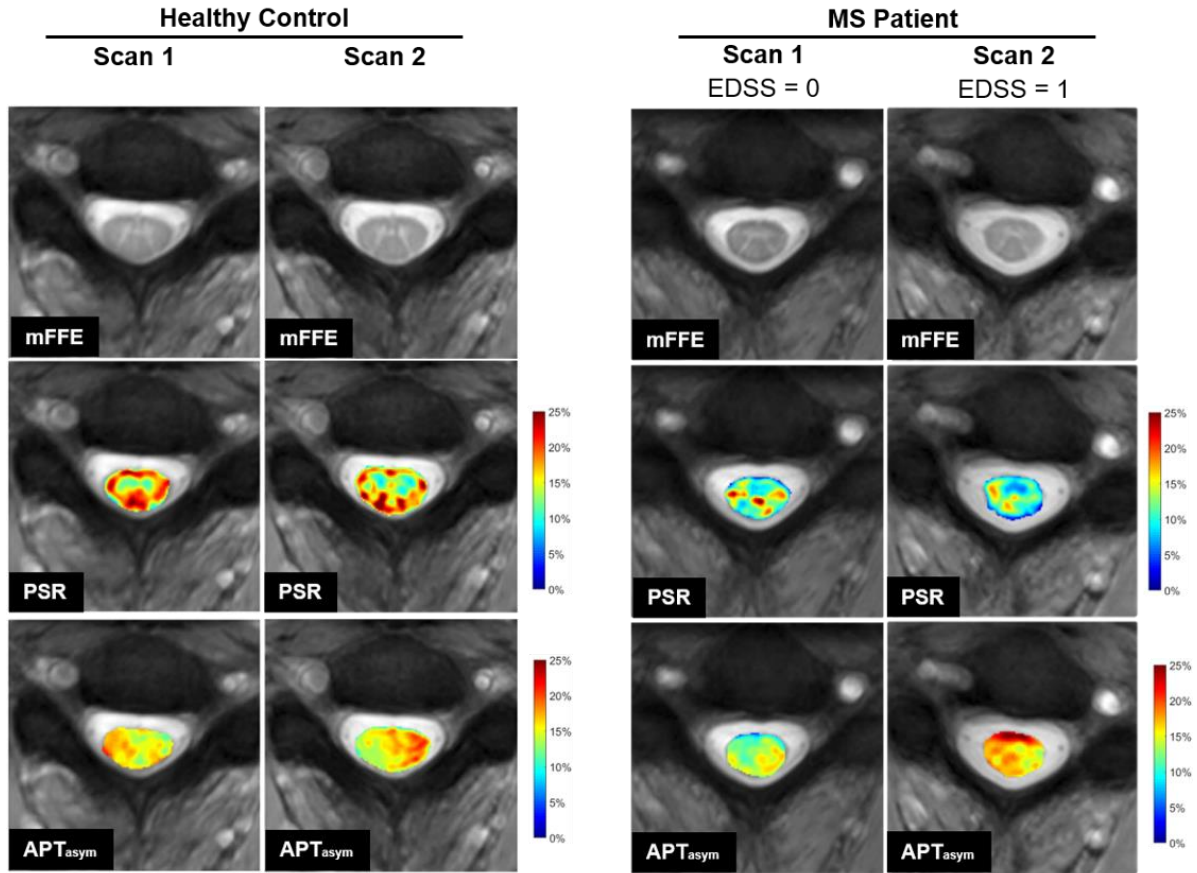 Healthy Control
MS Patient
Scan 1
Scan 2
Scan 1
Scan 2
EDSS = 0
EDSS = 1
mFFE
mFFE
mFFE
mFFE
25%
20%
15%
10%
5%
0%
25%
20%
15%
10%
5%
0%
PSR
PSR
PSR
PSR
25%
20%
15%
10%
5%
0%
25%
20%
15%
10%
5%
0%
APTasym
APTasym
APTasym
APTasym